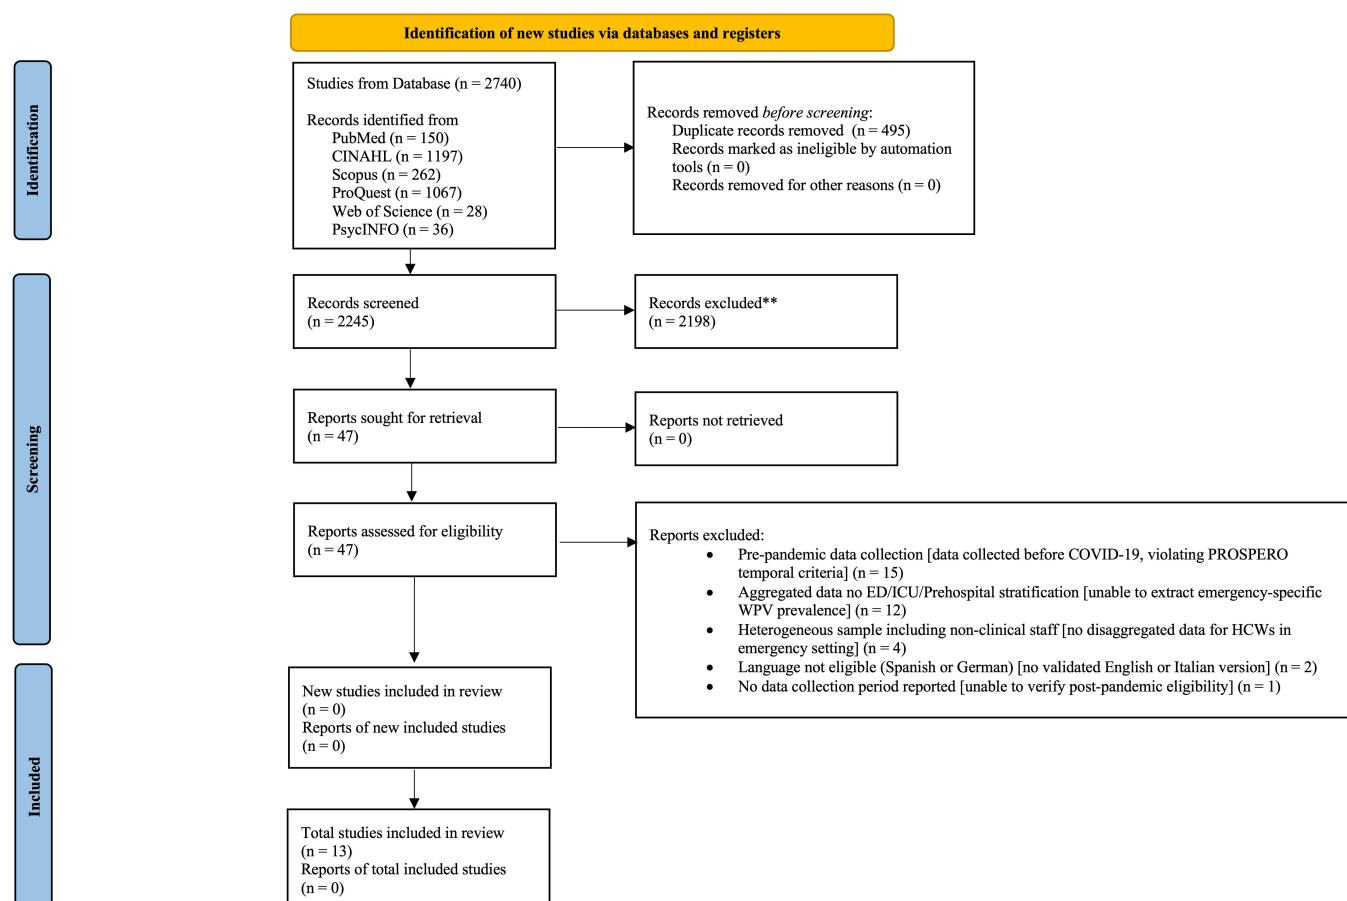 Identification of new studies via databases and registers
Identification
Studies from Database (n = 2740)
Records identified from
PubMed (n = 150)
CINAHL (n = 1197)
Scopus (n = 262)
ProQuest (n = 1067)
Web of Science (n = 28)
PsycINFO (n = 36)
Records removed before screening:
Duplicate records removed (n = 495)
Records marked as ineligible by automation
tools (n = 0)
Records removed for other reasons (n = 0)
Screening
Records screened
(n = 2245)
Records excluded**
(n = 2198)
Reports sought for retrieval
(n = 47)
Reports not retrieved
(n = 0)
Reports assessed for eligibility
(n = 47)
Reports excluded:
• Pre-pandemic data collection [data collected before COVID-19, violating PROSPERO
temporal criteria] (n = 15)
• Aggregated data no ED/ICU/Prehospital stratification [unable to extract emergency-specific
WPV prevalence] (n = 12)
• Heterogeneous sample including non-clinical staff [no disaggregated data for HCWs in
emergency setting] (n = 4)
• Language not eligible (Spanish or German) [no validated English or Italian version] (n = 2)
• No data collection period reported [unable to verify post-pandemic eligibility] (n = 1)
Included
New studies included in review
(n = 0)
Reports of new included studies
(n = 0)
Total studies included in review
(n = 13)
Reports of total included studies
(n = 0)